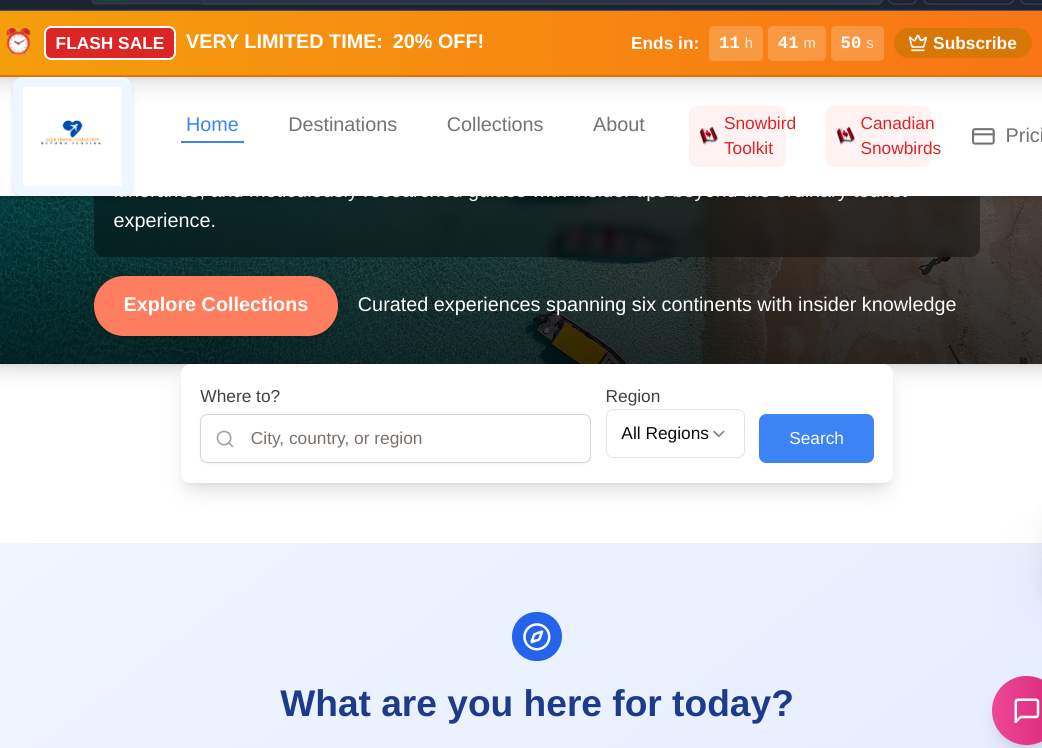 FLASH SALE VERY LIMITED TIME: 20% OFF!
Ends in: 11 h 41 m 50 s Subscribe
Home Destinations Collections About
Snowbird
Toolkit
Canadian
Snowbirds
Prici
experience.
Explore Collections
Curated experiences spanning six continents with insider knowledge
Where to?
City, country, or region
Region
All Regions
Search
What are you here for today?